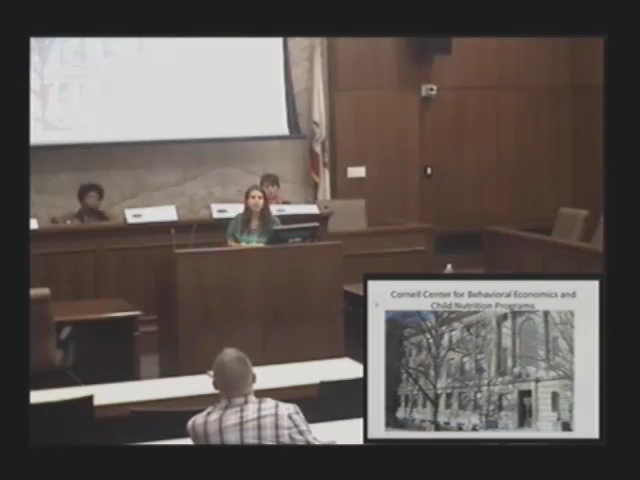 Cornell Center for Behavioral Economics and
Child Nutrition Programs